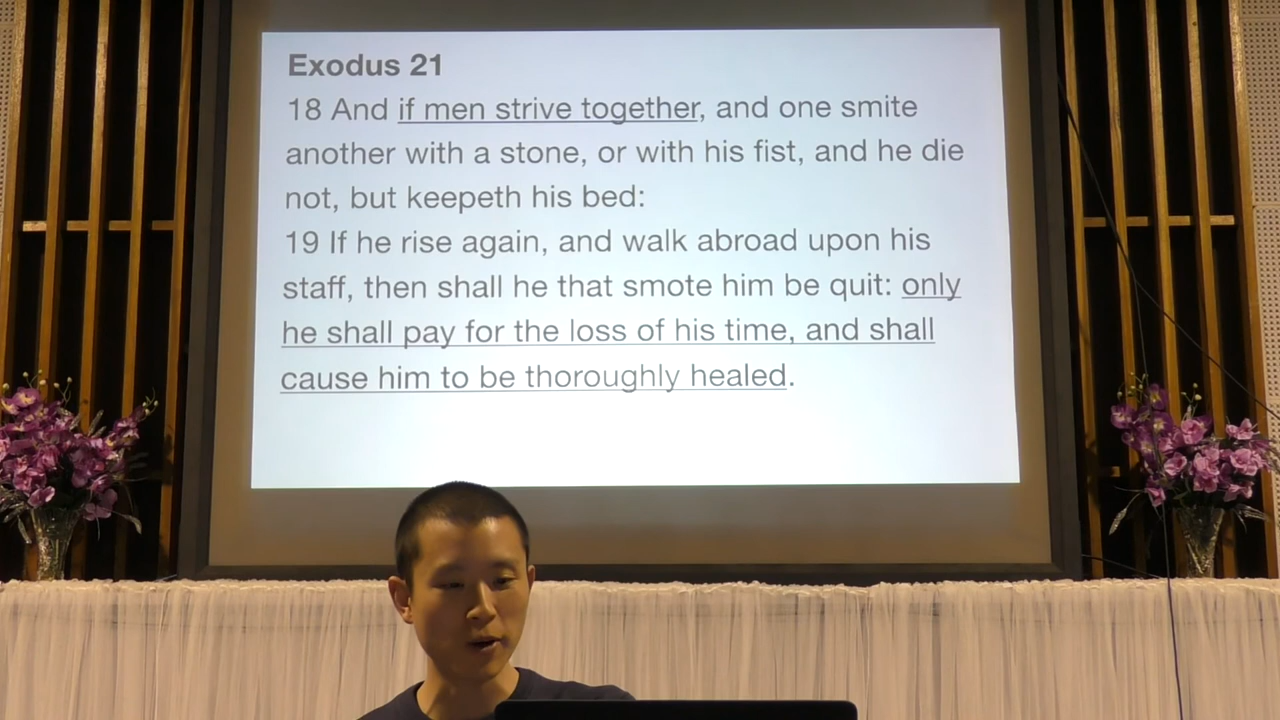 Exodus 21
18 And if men strive together, and one smite
another with a stone, or with his fist, and he die
not, but keepeth his bed:
19 If he rise again, and walk abroad upon his
staff, then shall he that smote him be quit: only
he shall pay for the loss of his time, and shall
cause him to be thoroughly healed.